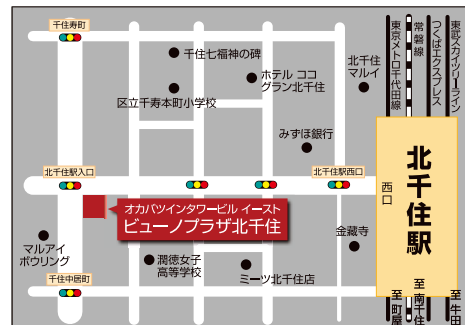 千住寿町
千住七福神の碑
区立千寿本町小学校
ホテル ココ
グラン北千住
北千住
マルイ
みずほ銀行
東京メトロ千代田線
常磐線
つくばエクスプレス
東武スカイツリーライン
北千住駅入口
北千住駅西口
西口
北千住駅
オカバツインタワービル イースト
ビューノプラザ北千住
マルアイ
ボウリング
潤徳女子
高等学校
ミーツ北千住店
金蔵寺
千住中居町
至町屋
至南千住
至牛田